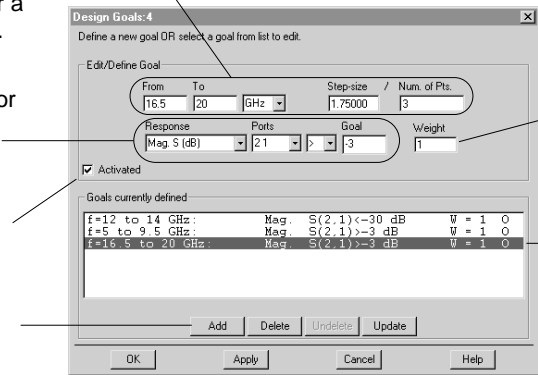 r a
.
or
Design Goals:4
Define a new goal OR select a goal from list to edit.
Edit/Define Goal
From To Step-size / Num. of Pts.
16.5 20 GHz 1.75000 3
Response Ports Goal Weight
Mag. S (dB) 2 1 > -3 1
Activated
Goals currently defined
f=12 to 14 GHz: Mag. S(2,1)<-30 dB W = 1 O
f=5 to 9.5 GHz: Mag. S(2,1)>-3 dB W = 1 O
f=16.5 to 20 GHz: Mag. S(2,1)>-3 dB W = 1 O
Add Delete Undelete Update
OK Apply Cancel Help